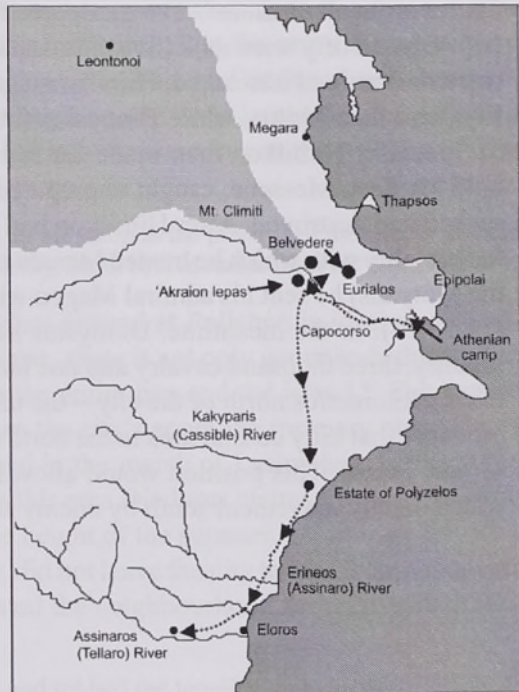 Leontonoi
Megara
Thapsos
Mt. Climiti
Belvedere
'Akraion lepas'
Eurialos
Epipolai
Capocorso
Athenian
camp
Kakyparis
(Cassible) River
Estate of Polyzelos
Erineos
(Assinaro) River
Assinaros
(Tellaro) River
Eloros